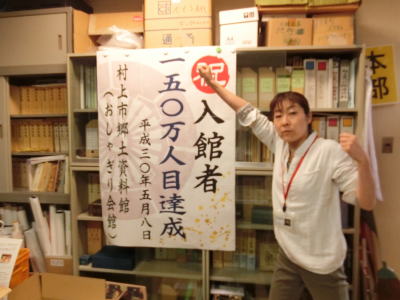 祝
入館者
一五〇万人目達成
平成三〇年五月八日
村上市郷土資料館
（おしゃぎり会館）
本部